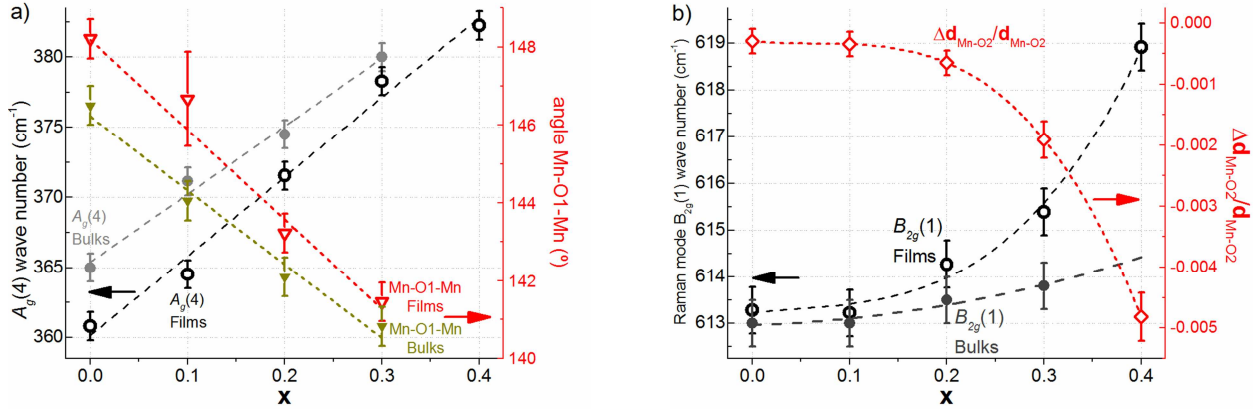 a)
380
375
370
365
360
A_g(4) wave number (cm⁻¹)
A_g(4)
Bulks
A_g(4)
Films
Mn-O1-Mn
Films
Mn-O1-Mn
Bulks
148
146
144
142
140
angle Mn-O1-Mn (º)
0.0 0.1 0.2 0.3 0.4
x
b)
619
618
617
616
615
614
613
Raman mode B_2g(1) wave number (cm⁻¹)
Δd_Mn-O2/d_Mn-O2
B_2g(1)
Films
B_2g(1)
Bulks
0.000
-0.001
-0.002
-0.003
-0.004
-0.005
Δd_Mn-O2/d_Mn-O2
0.0 0.1 0.2 0.3 0.4
x